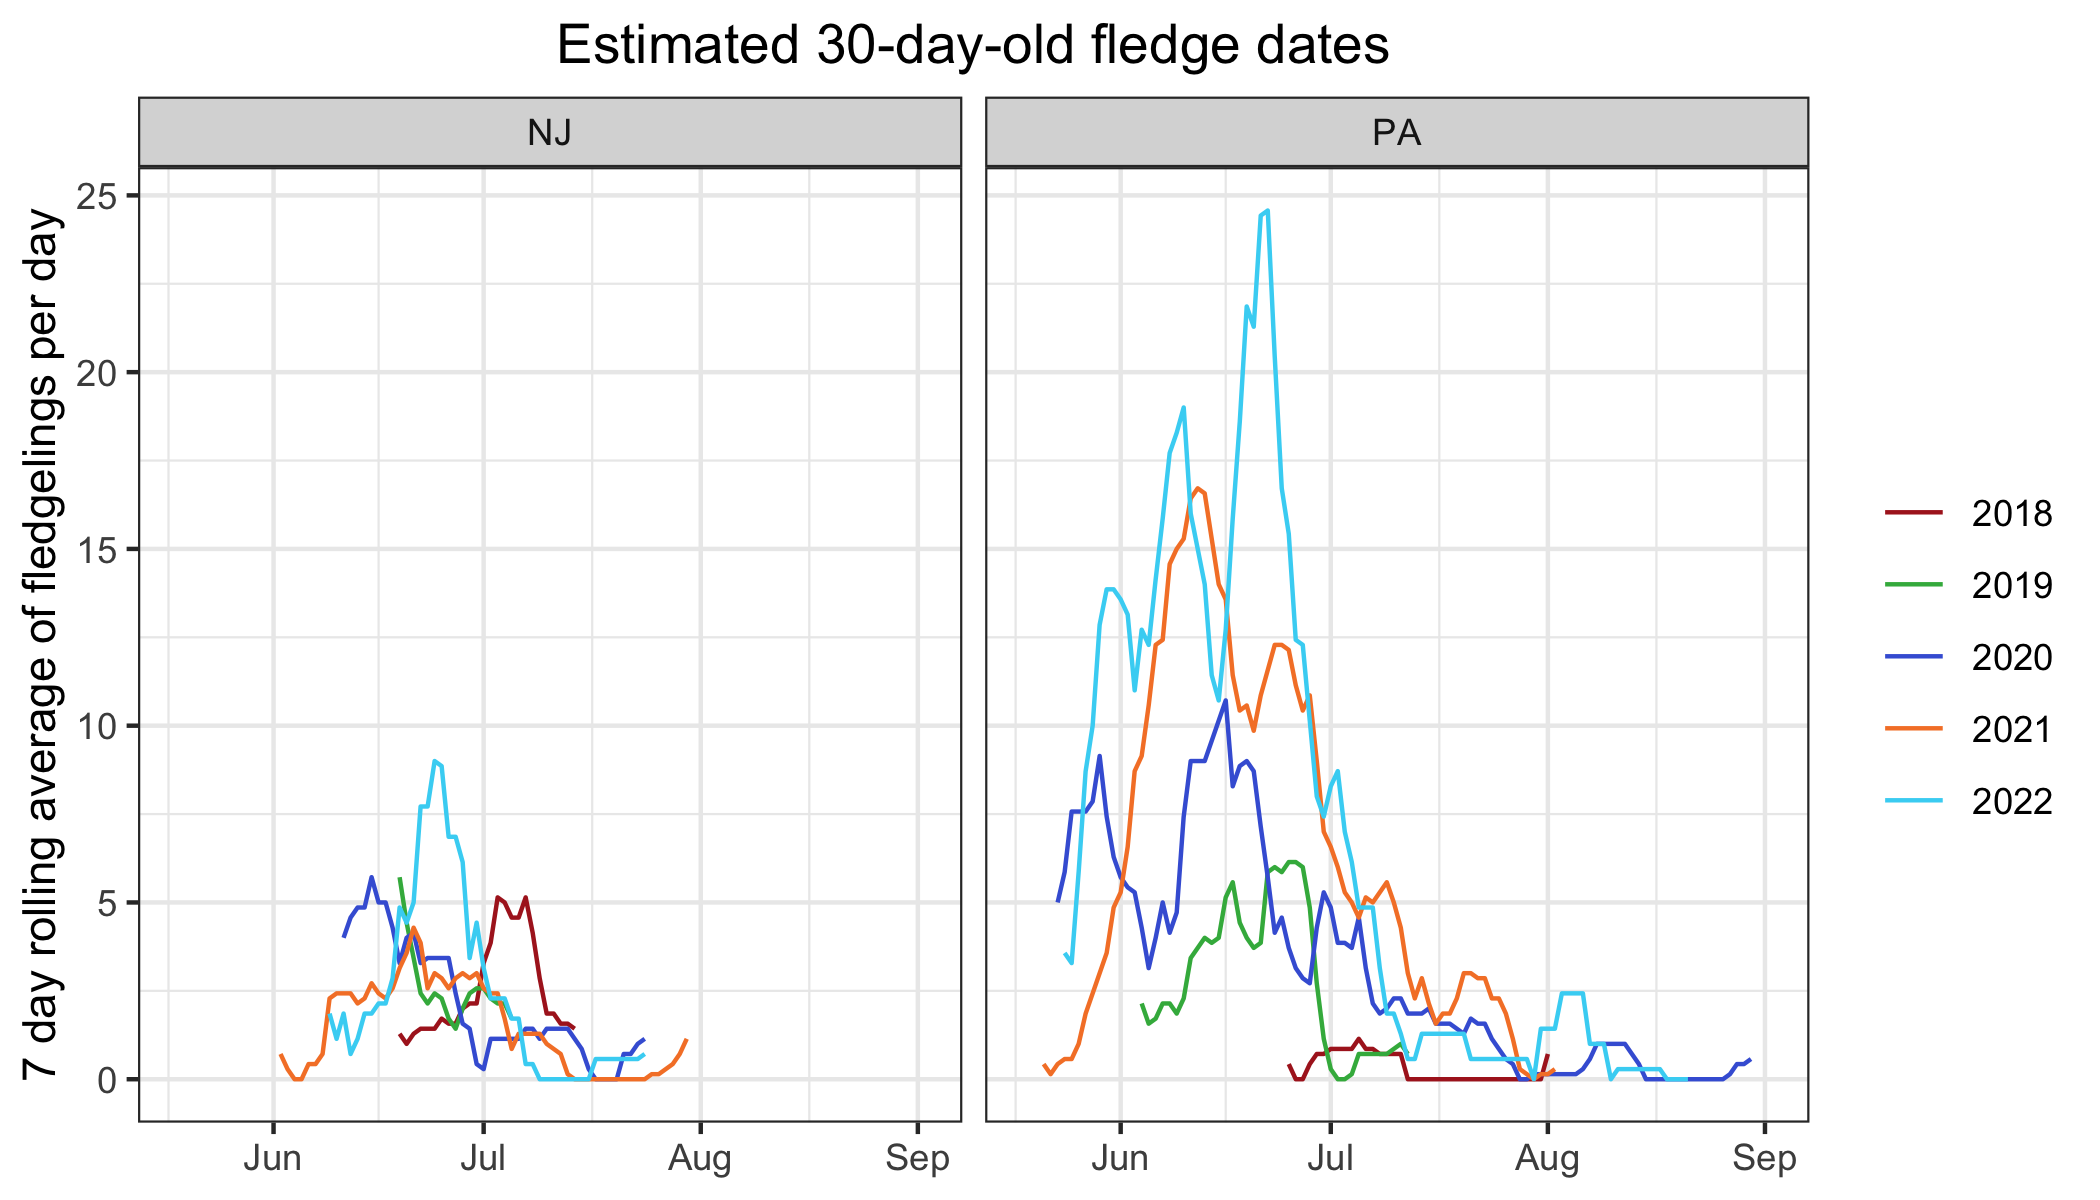 Estimated 30-day-old fledge dates
NJ
PA
7 day rolling average of fledgelings per day
25
20
15
10
5
0
Jun
Jul
Aug
Sep
Jun
Jul
Aug
Sep
2018
2019
2020
2021
2022